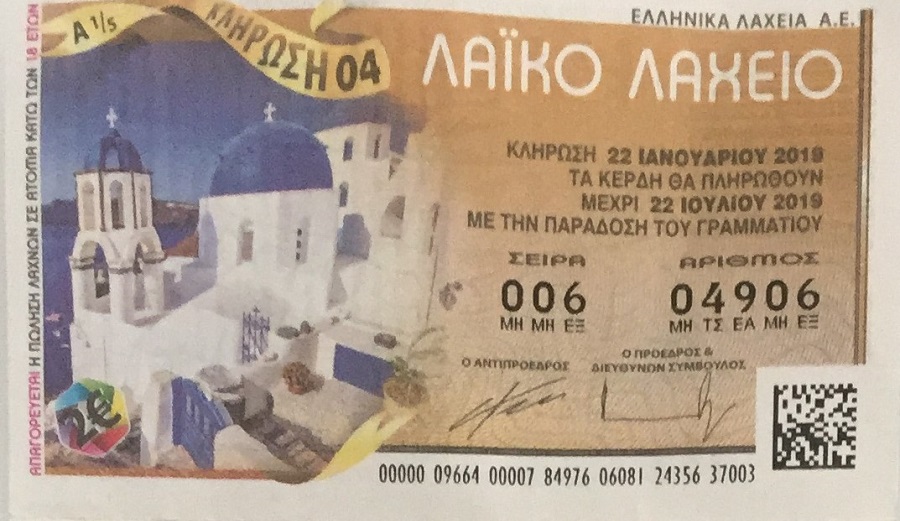 ΕΛΛΗΝΙΚΑ ΛΑΧΕΙΑ Α.Ε.
Α 1/5
ΚΛΗΡΩΣΗ 04
ΛΑΪΚΟ ΛΑΧΕΙΟ
ΚΛΗΡΩΣΗ 22 ΙΑΝΟΥΑΡΙΟΥ 2019
ΤΑ ΚΕΡΔΗ ΘΑ ΠΛΗΡΩΘΟΥΝ
ΜΕΧΡΙ 22 ΙΟΥΛΙΟΥ 2019
ΜΕ ΤΗΝ ΠΑΡΑΔΟΣΗ ΤΟΥ ΓΡΑΜΜΑΤΙΟΥ
ΣΕΙΡΑ ΑΡΙΘΜΟΣ
006 04906
ΜΗ ΜΗ ΕΞ ΜΗ ΤΣ ΕΑ ΜΗ ΕΞ
Ο ΑΝΤΙΠΡΟΕΔΡΟΣ
Ο ΠΡΟΕΔΡΟΣ &
ΔΙΕΥΘΥΝΩΝ ΣΥΜΒΟΥΛΟΣ
2€
00000 09664 00007 84976 06081 24356 37003
ΑΠΑΓΟΡΕΥΕΤΑΙ Η ΠΩΛΗΣΗ ΛΑΧΝΩΝ ΣΕ ΑΤΟΜΑ ΚΑΤΩ ΤΩΝ 18 ΕΤΩΝ